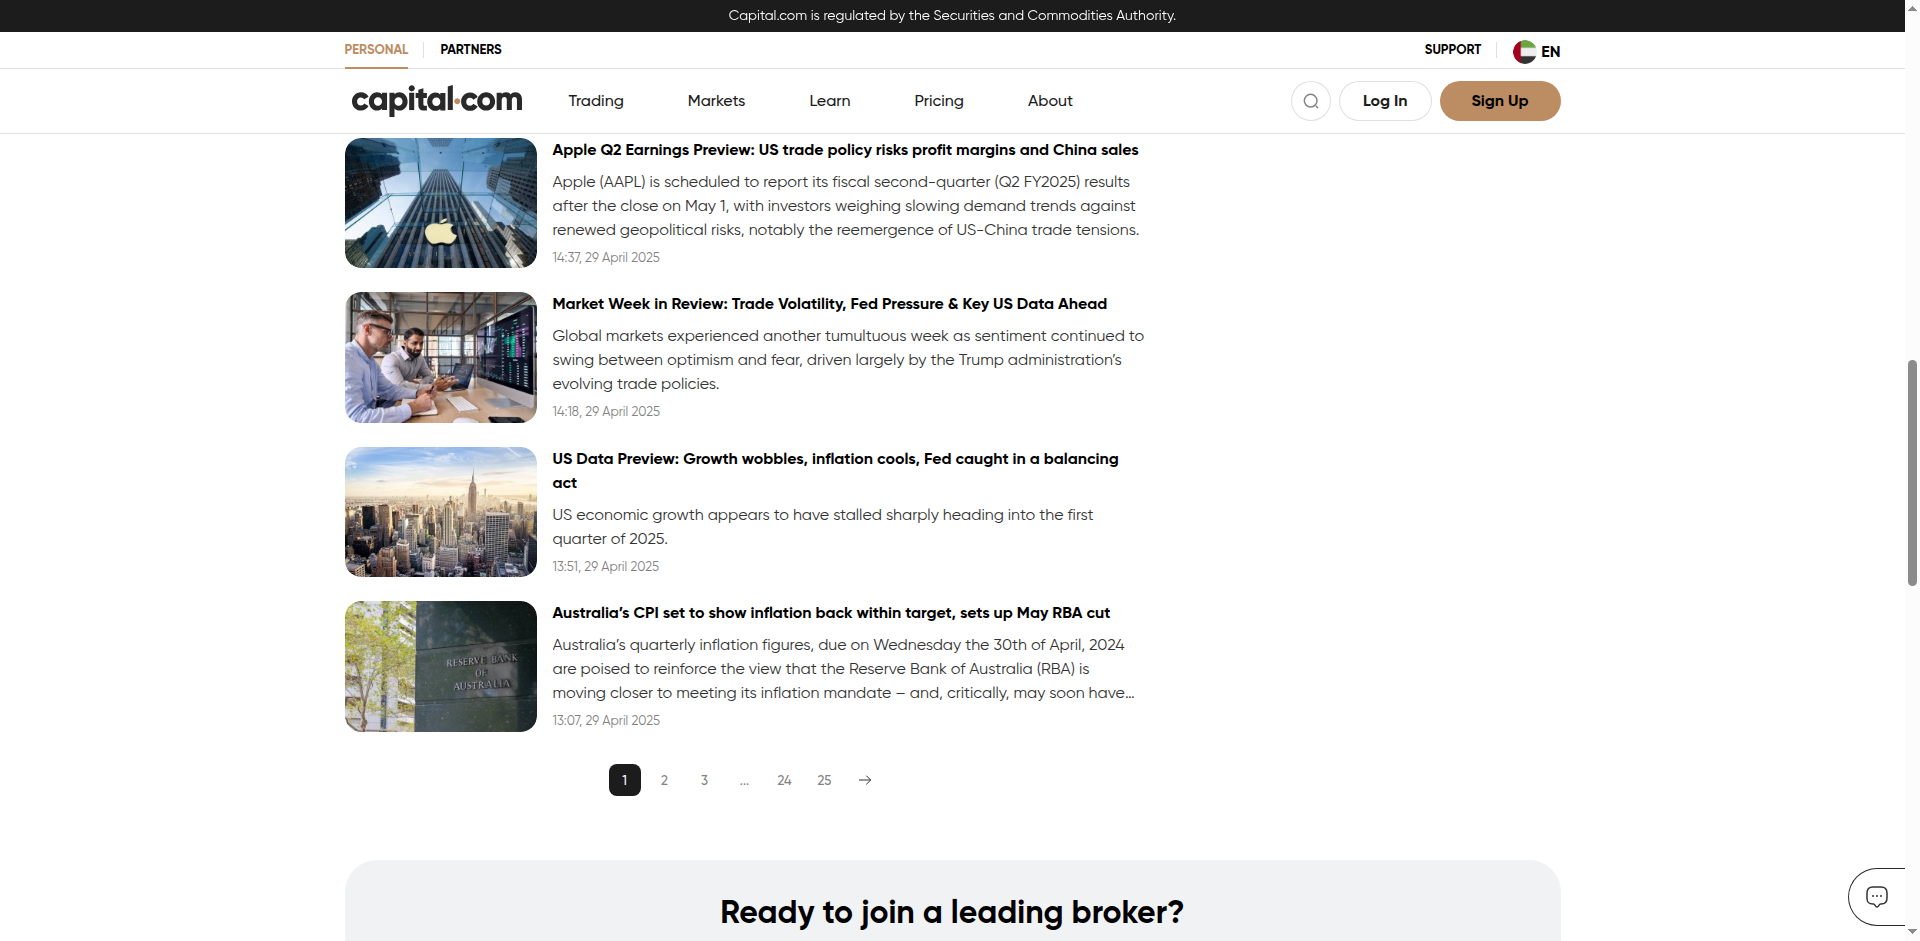 Capital.com is regulated by the Securities and Commodities Authority.
PERSONAL
PARTNERS
SUPPORT
EN
capital.com
Trading
Markets
Learn
Pricing
About
Log In
Sign Up
Apple Q2 Earnings Preview: US trade policy risks profit margins and China sales
Apple (AAPL) is scheduled to report its fiscal second-quarter (Q2 FY2025) results
after the close on May 1, with investors weighing slowing demand trends against
renewed geopolitical risks, notably the reemergence of US-China trade tensions.
14:37, 29 April 2025
Market Week in Review: Trade Volatility, Fed Pressure & Key US Data Ahead
Global markets experienced another tumultuous week as sentiment continued to
swing between optimism and fear, driven largely by the Trump administration’s
evolving trade policies.
14:18, 29 April 2025
US Data Preview: Growth wobbles, inflation cools, Fed caught in a balancing
act
US economic growth appears to have stalled sharply heading into the first
quarter of 2025.
13:51, 29 April 2025
RESERVE BANK
OF
AUSTRALIA
Australia’s CPI set to show inflation back within target, sets up May RBA cut
Australia’s quarterly inflation figures, due on Wednesday the 30th of April, 2024
are poised to reinforce the view that the Reserve Bank of Australia (RBA) is
moving closer to meeting its inflation mandate – and, critically, may soon have...
13:07, 29 April 2025
1
2
3
...
24
25
Ready to join a leading broker?